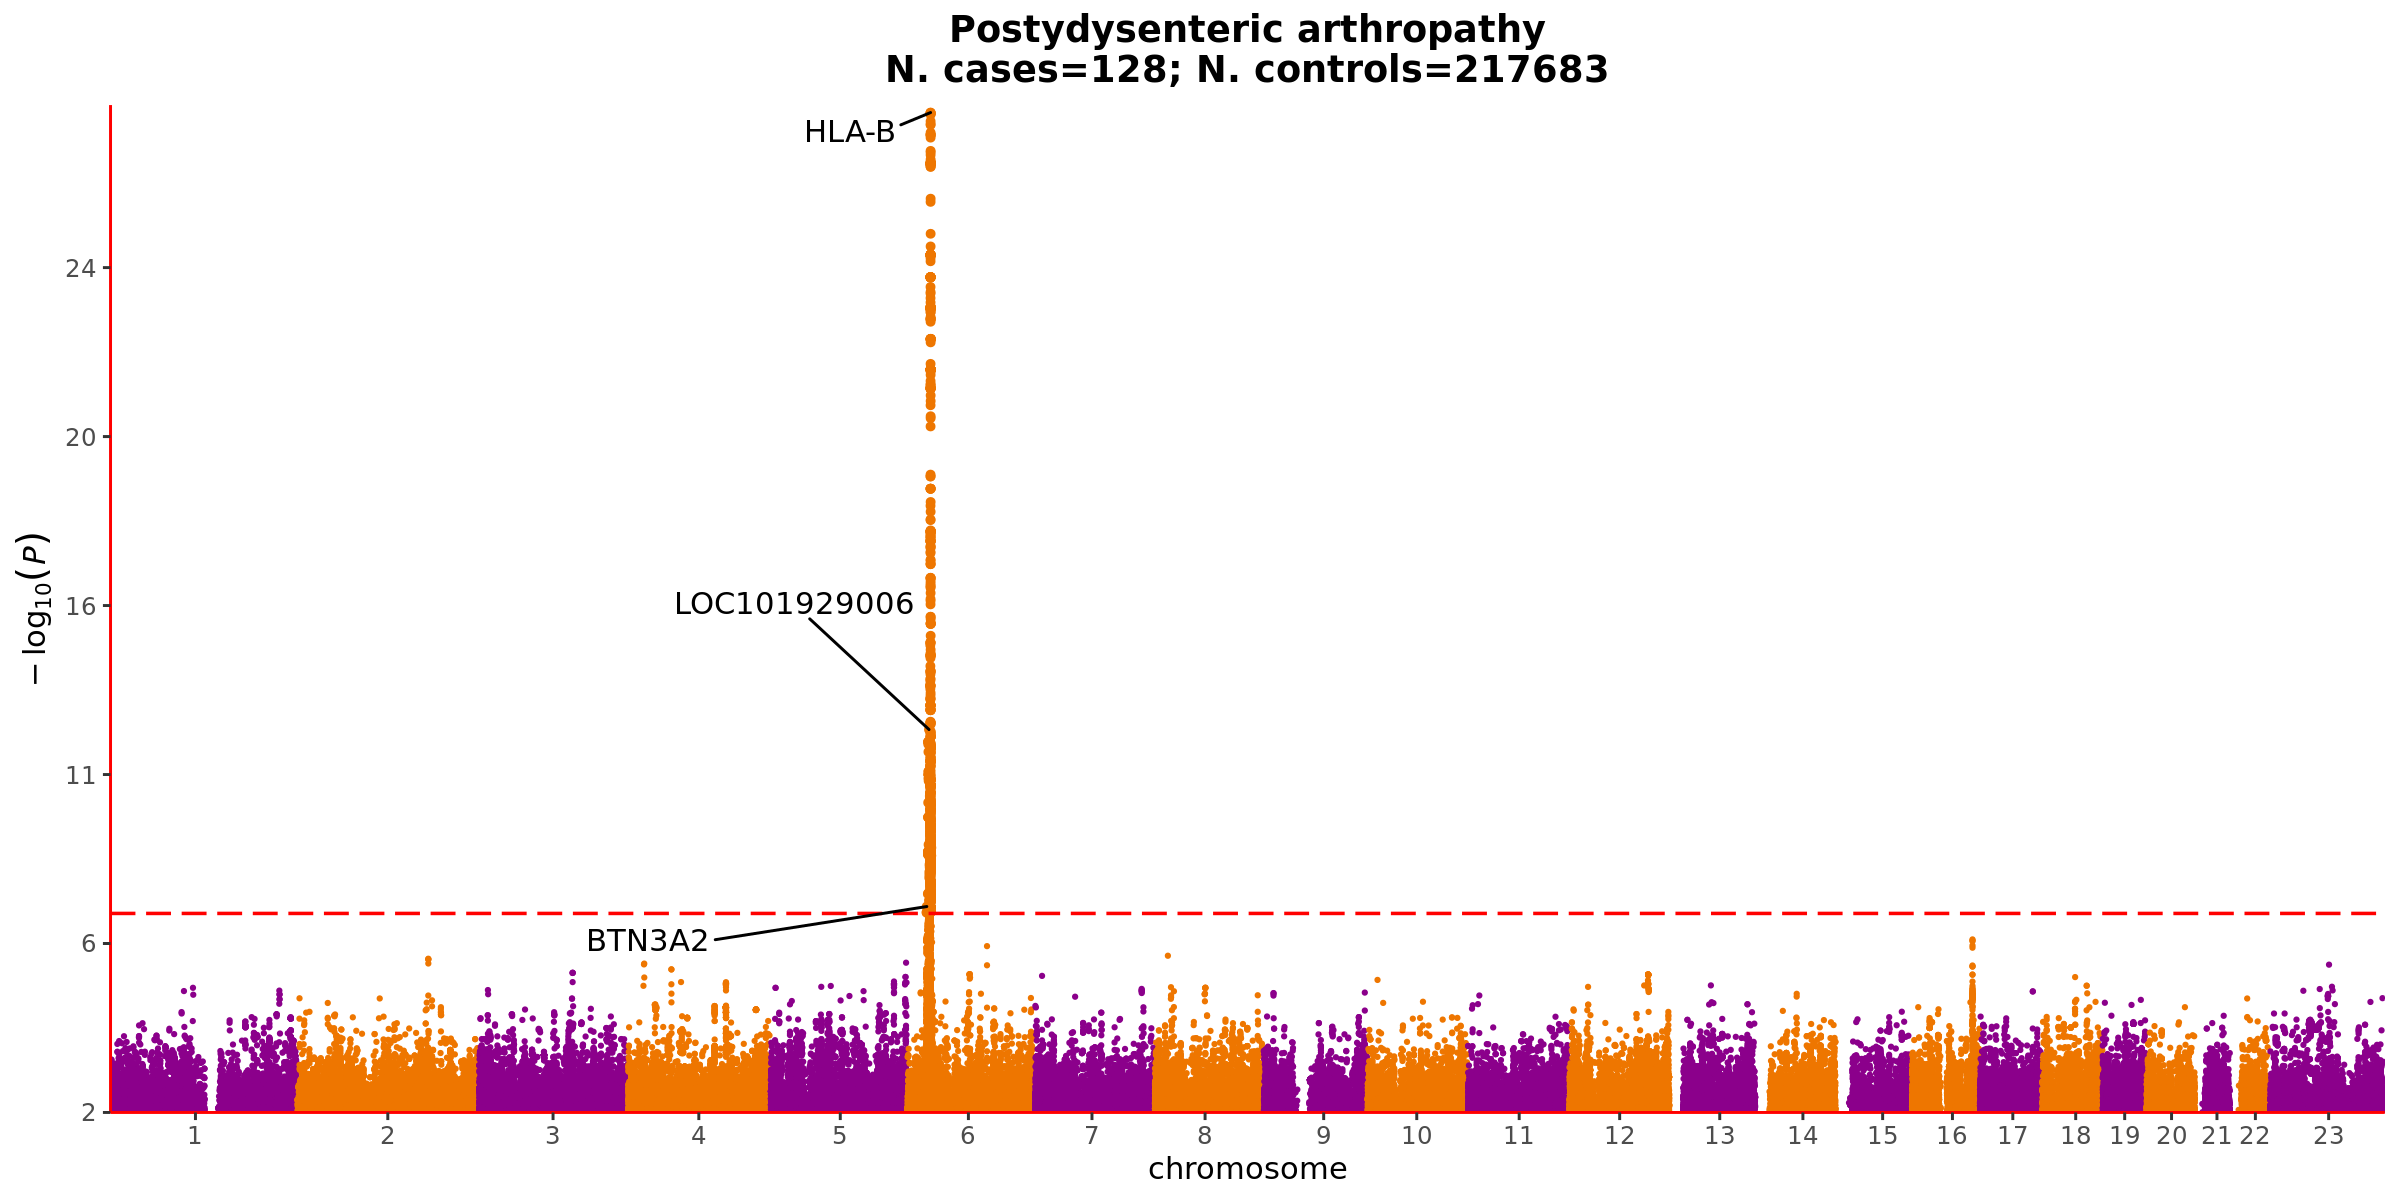 Postydysenteric arthropathy
N. cases=128; N. controls=217683
HLA-B
24
20
LOC101929006
16
−log10(P)
11
BTN3A2
6
2
1 2 3 4 5 6 7 8 9 10 11 12 13 14 15 16 17 18 19 20 21 22 23
chromosome